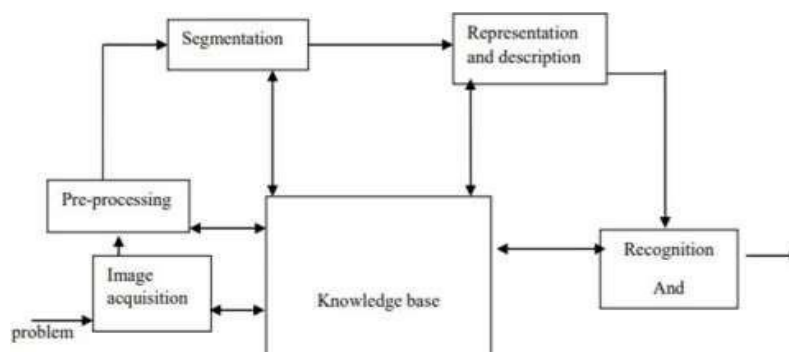 Segmentation
Representation
and description
Pre-processing
Image
acquisition
problem
Knowledge base
Recognition
And